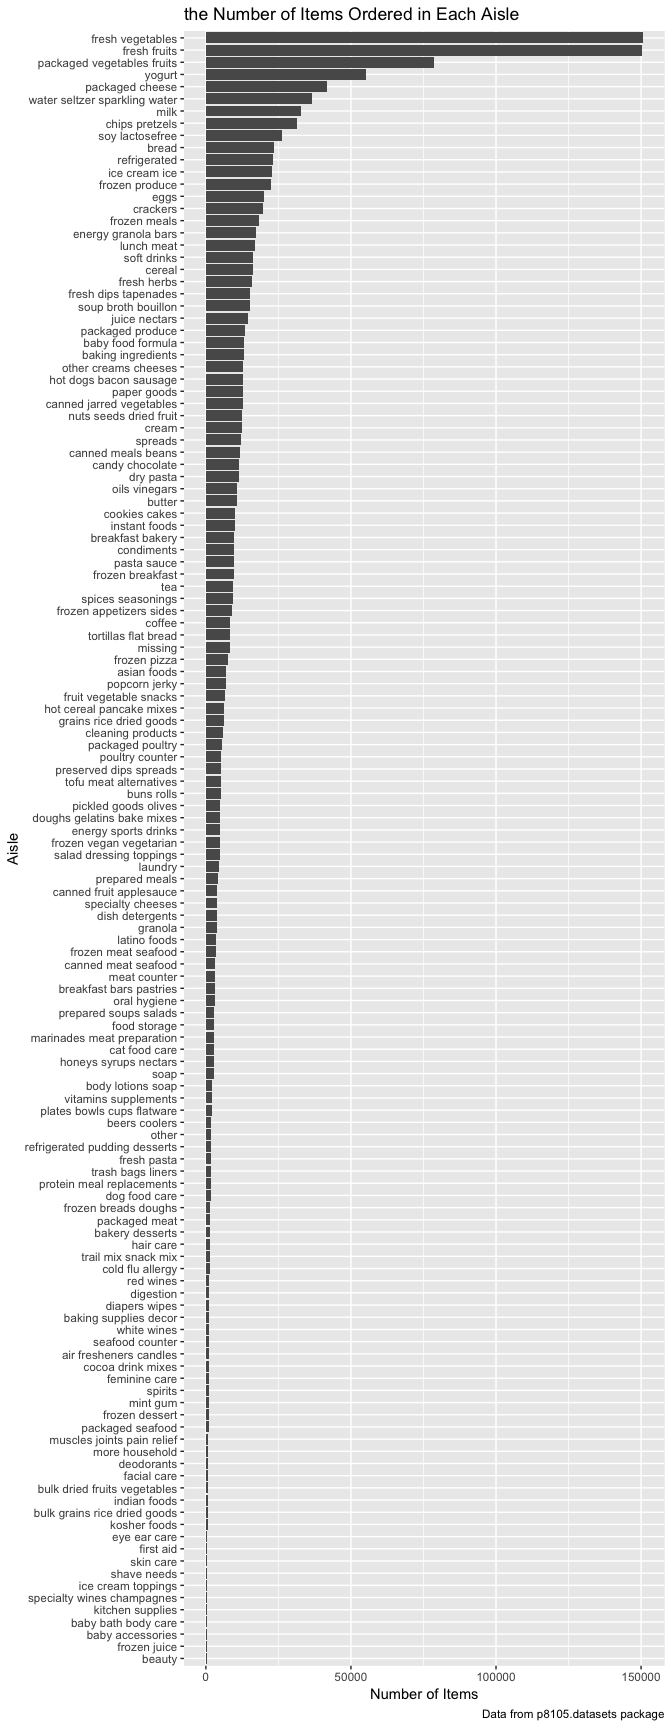 the Number of Items Ordered in Each Aisle
fresh vegetables
fresh fruits
packaged vegetables fruits
yogurt
packaged cheese
water seltzer sparkling water
milk
chips pretzels
soy lactosefree
bread
refrigerated
ice cream ice
frozen produce
eggs
crackers
frozen meals
energy granola bars
lunch meat
soft drinks
cereal
fresh herbs
fresh dips tapenades
soup broth bouillon
juice nectars
packaged produce
baby food formula
baking ingredients
other creams cheeses
hot dogs bacon sausage
paper goods
canned jarred vegetables
nuts seeds dried fruit
cream
spreads
canned meals beans
candy chocolate
dry pasta
oils vinegars
butter
cookies cakes
instant foods
breakfast bakery
condiments
pasta sauce
frozen breakfast
tea
spices seasonings
frozen appetizers sides
coffee
tortillas flat bread
missing
frozen pizza
asian foods
popcorn jerky
fruit vegetable snacks
hot cereal pancake mixes
grains rice dried goods
cleaning products
packaged poultry
poultry counter
preserved dips spreads
tofu meat alternatives
buns rolls
pickled goods olives
doughs gelatins bake mixes
energy sports drinks
frozen vegan vegetarian
salad dressing toppings
laundry
prepared meals
canned fruit applesauce
specialty cheeses
dish detergents
granola
latino foods
frozen meat seafood
canned meat seafood
meat counter
breakfast bars pastries
oral hygiene
prepared soups salads
food storage
marinades meat preparation
cat food care
honeys syrups nectars
soap
body lotions soap
vitamins supplements
plates bowls cups flatware
beers coolers
other
refrigerated pudding desserts
fresh pasta
trash bags liners
protein meal replacements
dog food care
frozen breads doughs
packaged meat
bakery desserts
hair care
trail mix snack mix
cold flu allergy
red wines
digestion
diapers wipes
baking supplies decor
white wines
seafood counter
air fresheners candles
cocoa drink mixes
feminine care
spirits
mint gum
frozen dessert
packaged seafood
muscles joints pain relief
more household
deodorants
facial care
bulk dried fruits vegetables
indian foods
bulk grains rice dried goods
kosher foods
eye ear care
first aid
skin care
shave needs
ice cream toppings
specialty wines champagnes
kitchen supplies
baby bath body care
baby accessories
frozen juice
beauty
Aisle
0 50000 100000 150000
Number of Items
Data from p8105.datasets package